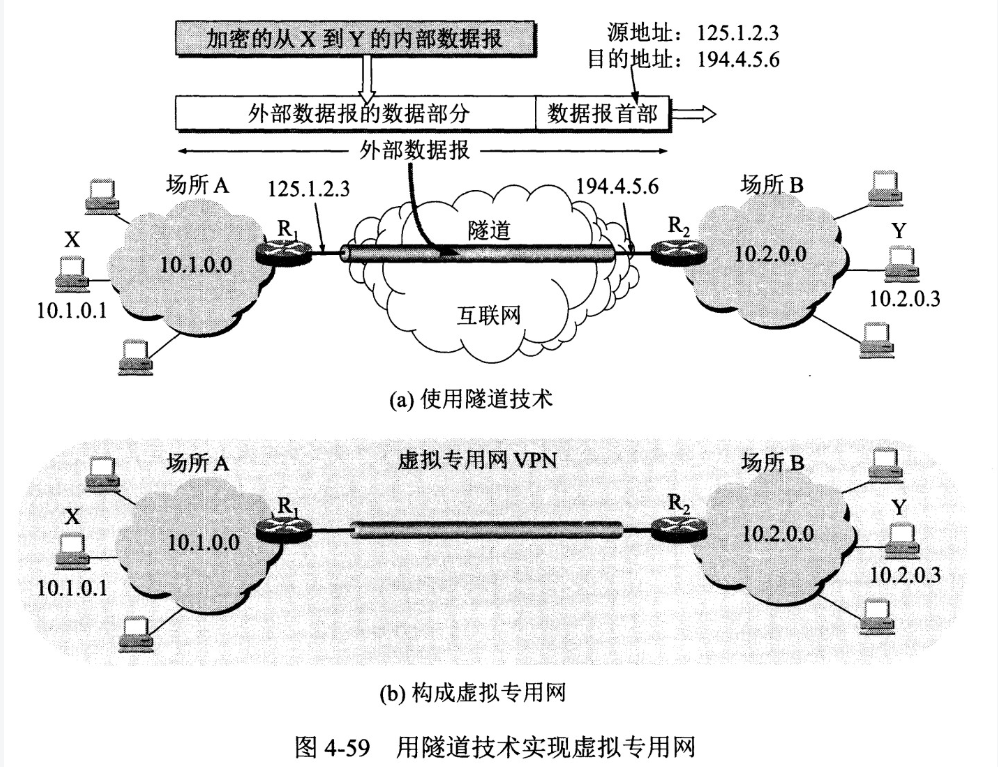 加密的从 X 到 Y 的内部数据报
源地址：125.1.2.3
目的地址：194.4.5.6
外部数据报的数据部分
数据报首部
外部数据报
场所 A
125.1.2.3
194.4.5.6
场所 B
X
R1
隧道
R2
Y
10.1.0.0
10.2.0.0
10.1.0.1
互联网
10.2.0.3
(a) 使用隧道技术
场所 A
虚拟专用网 VPN
场所 B
X
R1
R2
Y
10.1.0.0
10.2.0.0
10.1.0.1
10.2.0.3
(b) 构成虚拟专用网
图 4-59 用隧道技术实现虚拟专用网